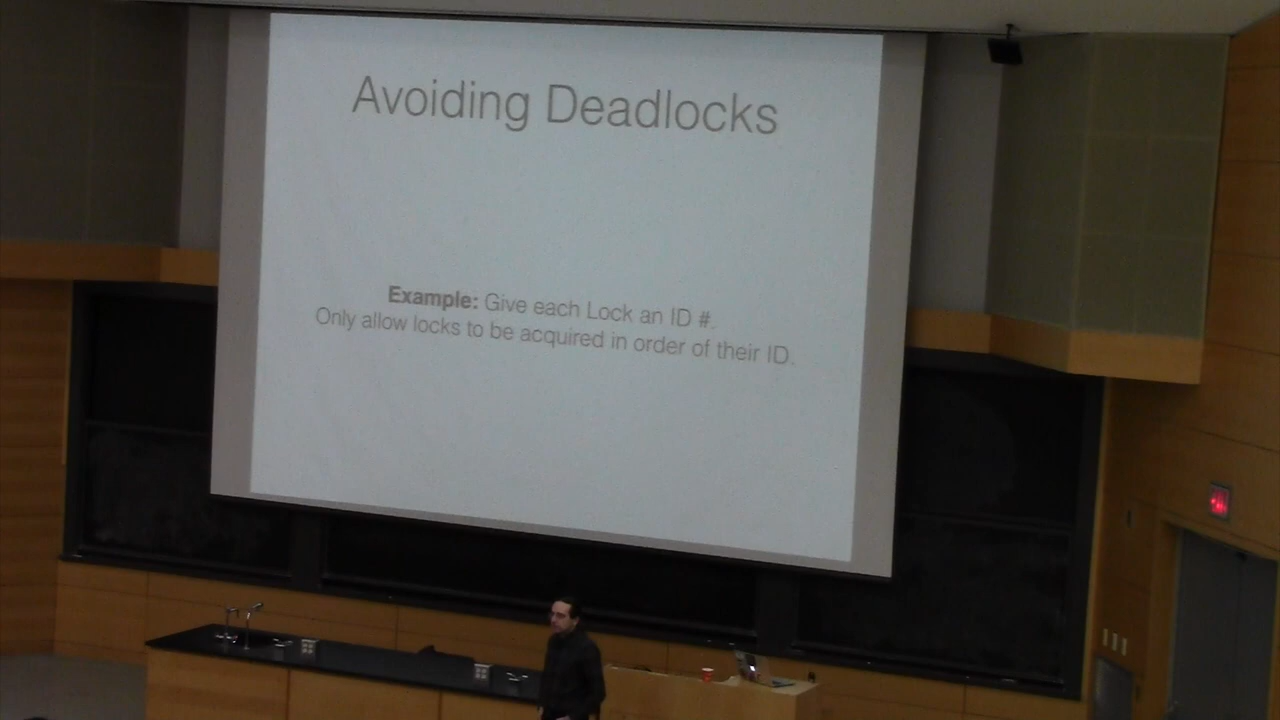 Avoiding Deadlocks
Example: Give each Lock an ID #.
Only allow locks to be acquired in order of their ID.